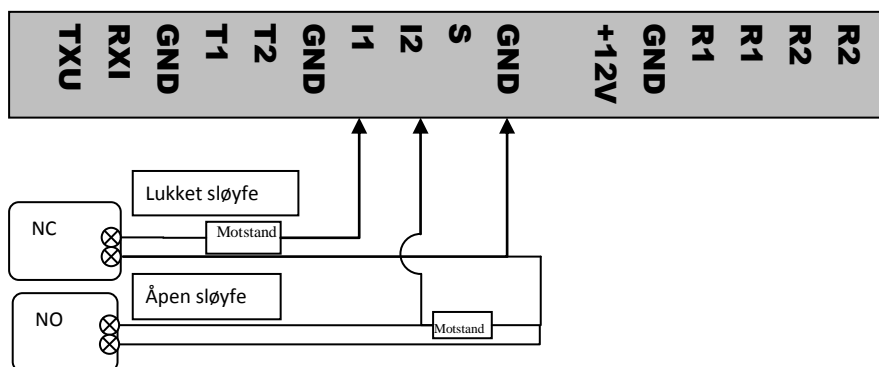 TXU RXI GND T1 T2 GND I1 I2 S GND +12V GND R1 R1 R2 R2
Lukket sløyfe
NC
Motstand
Åpen sløyfe
NO
Motstand